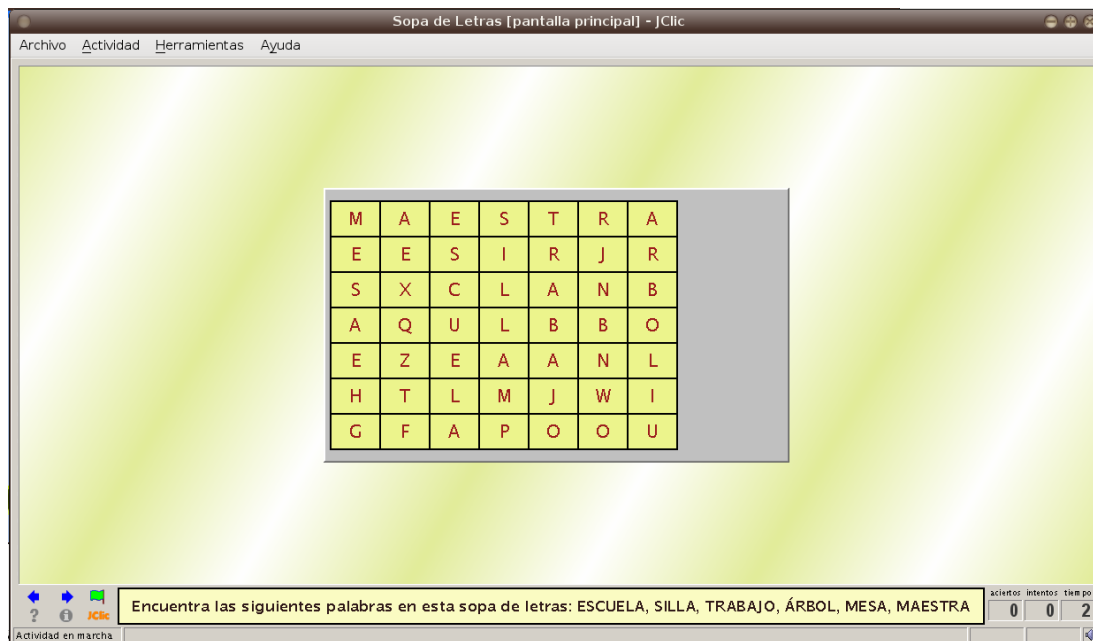 Sopa de Letras [pantalla principal] - JClic
Archivo Actividad Herramientas Ayuda
M A E S T R A
E E S I R J R
S X C L A N B
A Q U L B B O
E Z E A A N L
H T L M J W I
G F A P O O U
Encuentra las siguientes palabras en esta sopa de letras: ESCUELA, SILLA, TRABAJO, ÁRBOL, MESA, MAESTRA
aciertos intentos tiempo
? i JClic 0 0 2
Actividad en marcha